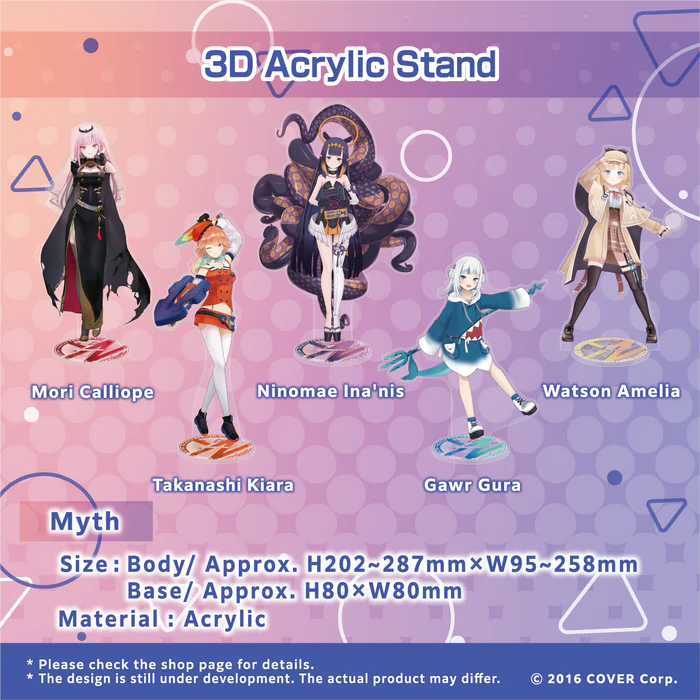 3D Acrylic Stand
Mori Calliope
Ninomae Ina'nis
Watson Amelia
Takanashi Kiara
Gawr Gura
Myth
Size : Body/ Approx. H202~287mm×W95~258mm
Base/ Approx. H80×W80mm
Material : Acrylic
* Please check the shop page for details.
* The design is still under development. The actual product may differ.
© 2016 COVER Corp.